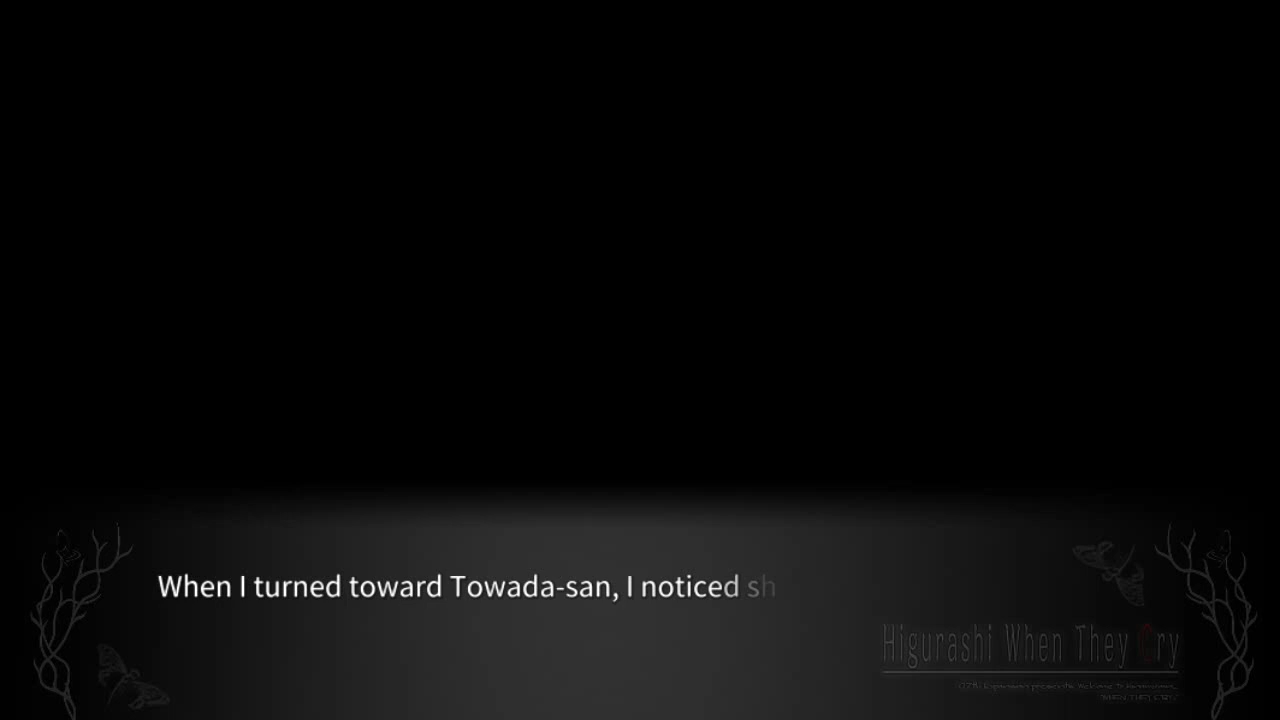 When I turned toward Towada-san, I noticed sh
Higurashi When They Cry